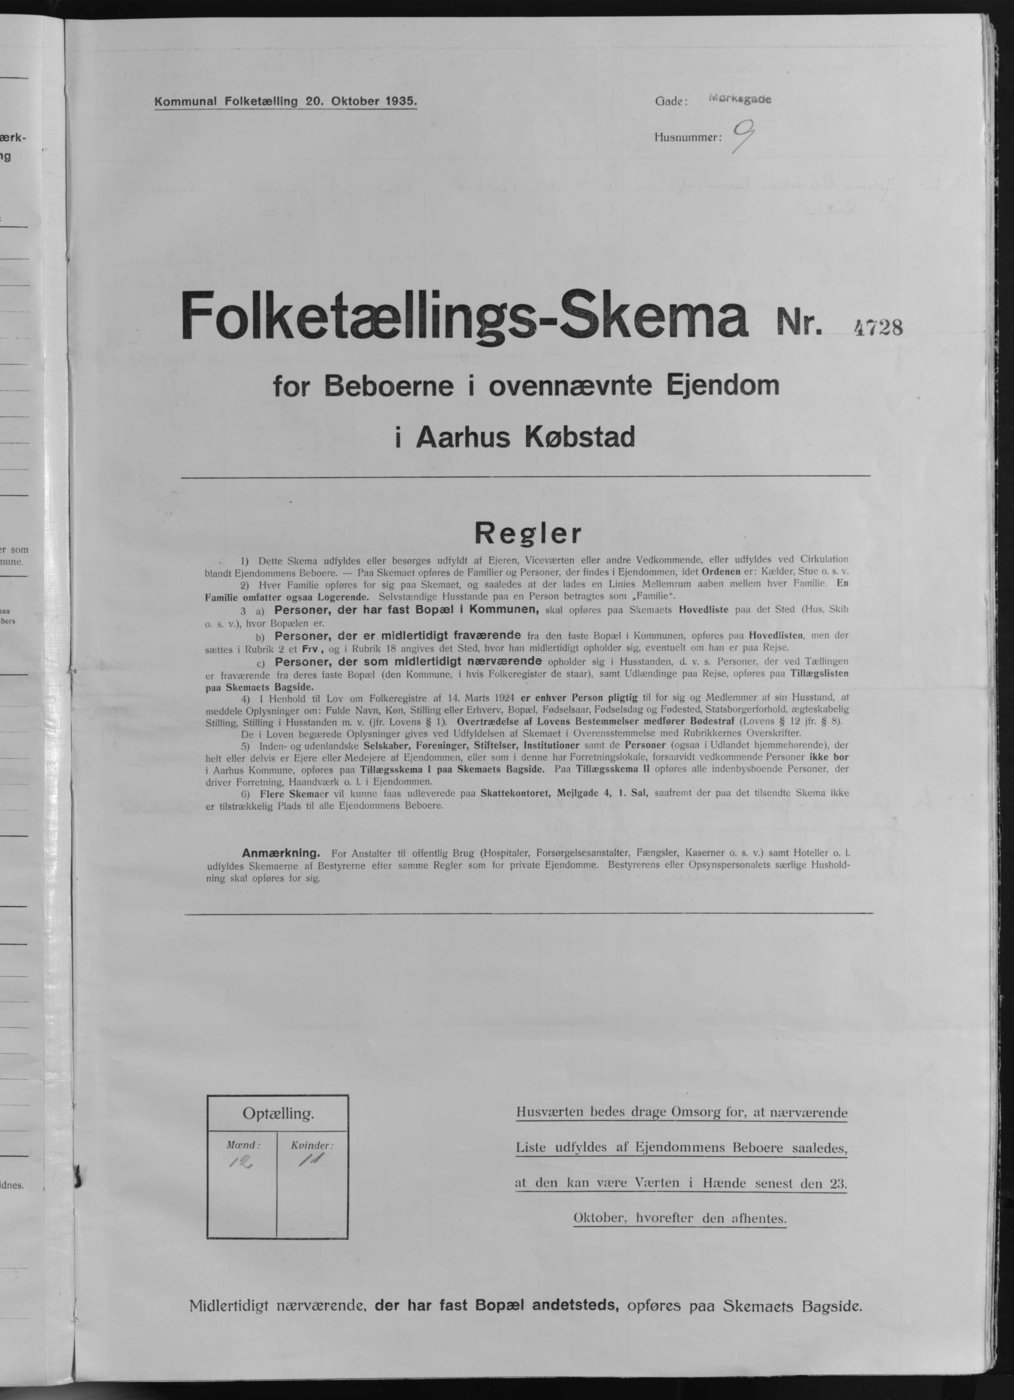 Kommunal Folketælling 20. Oktober 1935.
Gade: Mørksgade
Husnummer: 9
Folketællings-Skema Nr. 4728
for Beboerne i ovennævnte Ejendom
i Aarhus Købstad
Regler
1) Dette Skema udfyldes eller besørges udfyldt af Ejeren, Viceværten eller andre Vedkommende, eller udfyldes ved Cirkulation
blandt Ejendommens Beboere. — Paa Skemaet opføres de Familier og Personer, der findes i Ejendommen, idet Ordenen er: Kælder, Stue o. s. v.
2) Hver Familie opføres for sig paa Skemaet, og saaledes at der lades en Linies Mellemrum aaben mellem hver Familie. En
Familie omfatter ogsaa Logerende. Selvstændige Husstande paa en Person betragtes som „Familie“.
3 a) Personer, der har fast Bopæl i Kommunen, skal opføres paa Skemaets Hovedliste paa det Sted (Hus, Skib
o. s. v.), hvor Bopælen er.
b) Personer, der er midlertidigt fraværende fra den faste Bopæl i Kommunen, opføres paa Hovedlisten, men der
sættes i Rubrik 2 et Frv, og i Rubrik 18 angives det Sted, hvor han midlertidigt opholder sig, eventuelt om han er paa Rejse.
c) Personer, der som midlertidigt nærværende opholder sig i Husstanden, d. v. s. Personer, der ved Tællingen
er fraværende fra deres faste Bopæl (den Kommune, i hvis Folkeregister de staar), samt Udlændinge paa Rejse, opføres paa Tillægslisten
paa Skemaets Bagside.
4) I Henhold til Lov om Folkeregistre af 14. Marts 1924 er enhver Person pligtig til for sig og Medlemmer af sin Husstand, at
meddele Oplysninger om: Fulde Navn, Køn, Stilling eller Erhverv, Bopæl, Fødselsaar, Fødselsdag og Fødested, Statsborgerforhold, ægteskabelig
Stilling, Stilling i Husstanden m. v. (jfr. Lovens § 1). Overtrædelse af Lovens Bestemmelser medfører Bødestraf (Lovens § 12 jfr. § 8).
De i Loven begærede Oplysninger gives ved Udfyldelsen af Skemaet i Overensstemmelse med Rubrikkernes Overskrifter.
5) Inden- og udenlandske Selskaber, Foreninger, Stiftelser, Institutioner samt de Personer (ogsaa i Udlandet hjemmehørende), der
helt eller delvis er Ejere eller Medejere af Ejendommen, eller som i denne har Forretningslokale, forsaavidt vedkommende Personer ikke bor
i Aarhus Kommune, opføres paa Tillægsskema I paa Skemaets Bagside. Paa Tillægsskema II opføres alle indenbysboende Personer, der
driver Forretning, Haandværk o. l. i Ejendommen.
6) Flere Skemaer vil kunne faas udleverede paa Skattekontoret, Mejlgade 4, 1. Sal, saafremt der paa det tilsendte Skema ikke
er tilstrækkelig Plads til alle Ejendommens Beboere.
Anmærkning. For Anstalter til offentlig Brug (Hospitaler, Forsørgelsesanstalter, Fængsler, Kaserner o. s. v.) samt Hoteller o. l.
udfyldes Skemaerne af Bestyrerne efter samme Regler som for private Ejendomme. Bestyrerens eller Opsynspersonalets særlige Hushold-
ning skal opføres for sig.
Optælling.
Mænd: Kvinder:
12 11
Husværten bedes drage Omsorg for, at nærværende
Liste udfyldes af Ejendommens Beboere saaledes,
at den kan være Værten i Hænde senest den 23.
Oktober, hvorefter den afhentes.
Midlertidigt nærværende, der har fast Bopæl andetsteds, opføres paa Skemaets Bagside.